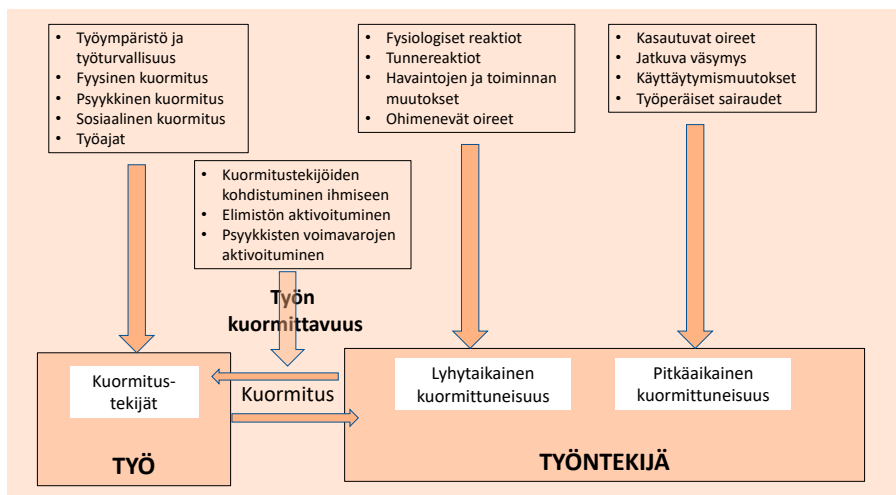 • Työympäristö ja
työturvallisuus
• Fyysinen kuormitus
• Psyykkinen kuormitus
• Sosiaalinen kuormitus
• Työajat
• Kuormitustekijöiden
kohdistuminen ihmiseen
• Elimistön aktivoituminen
• Psyykkisten voimavarojen
aktivoituminen
• Fysiologiset reaktiot
• Tunnereaktiot
• Havaintojen ja toiminnan
muutokset
• Ohimenevät oireet
• Kasautuvat oireet
• Jatkuva väsymys
• Käyttäytymismuutokset
• Työperäiset sairaudet
Työn
kuormittavuus
Kuormitus-
tekijät
Kuormitus
Lyhytaikainen
kuormittuneisuus
Pitkäaikainen
kuormittuneisuus
TYÖ
TYÖNTEKIJÄ